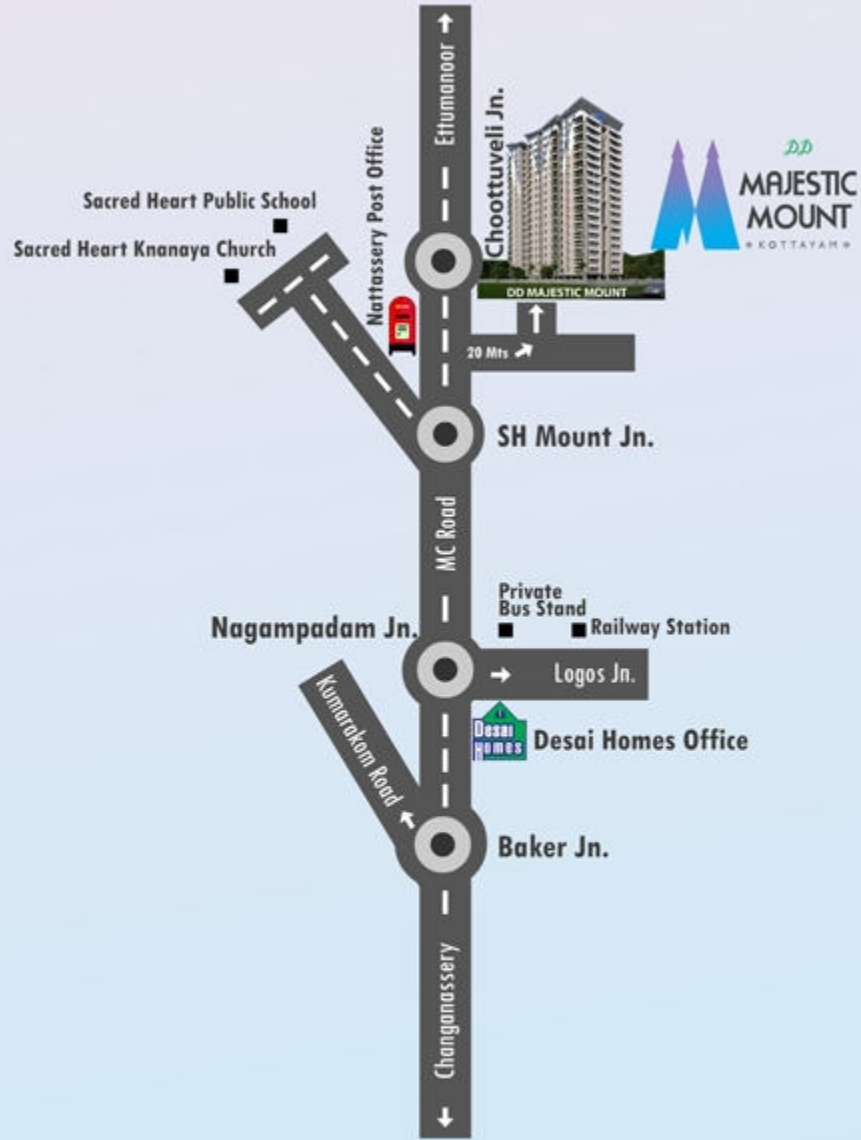 Ettumanoor
Choottuveli Jn.
Nattassery Post Office
DD
MAJESTIC
MOUNT
KOTTAYAM
Sacred Heart Public School
Sacred Heart Knanaya Church
DD MAJESTIC MOUNT
20 Mts
SH Mount Jn.
MC Road
Private
Bus Stand
Railway Station
Nagampadam Jn.
Logos Jn.
Kumarakom Road
Desai
Homes
Desai Homes Office
Baker Jn.
Changanassery